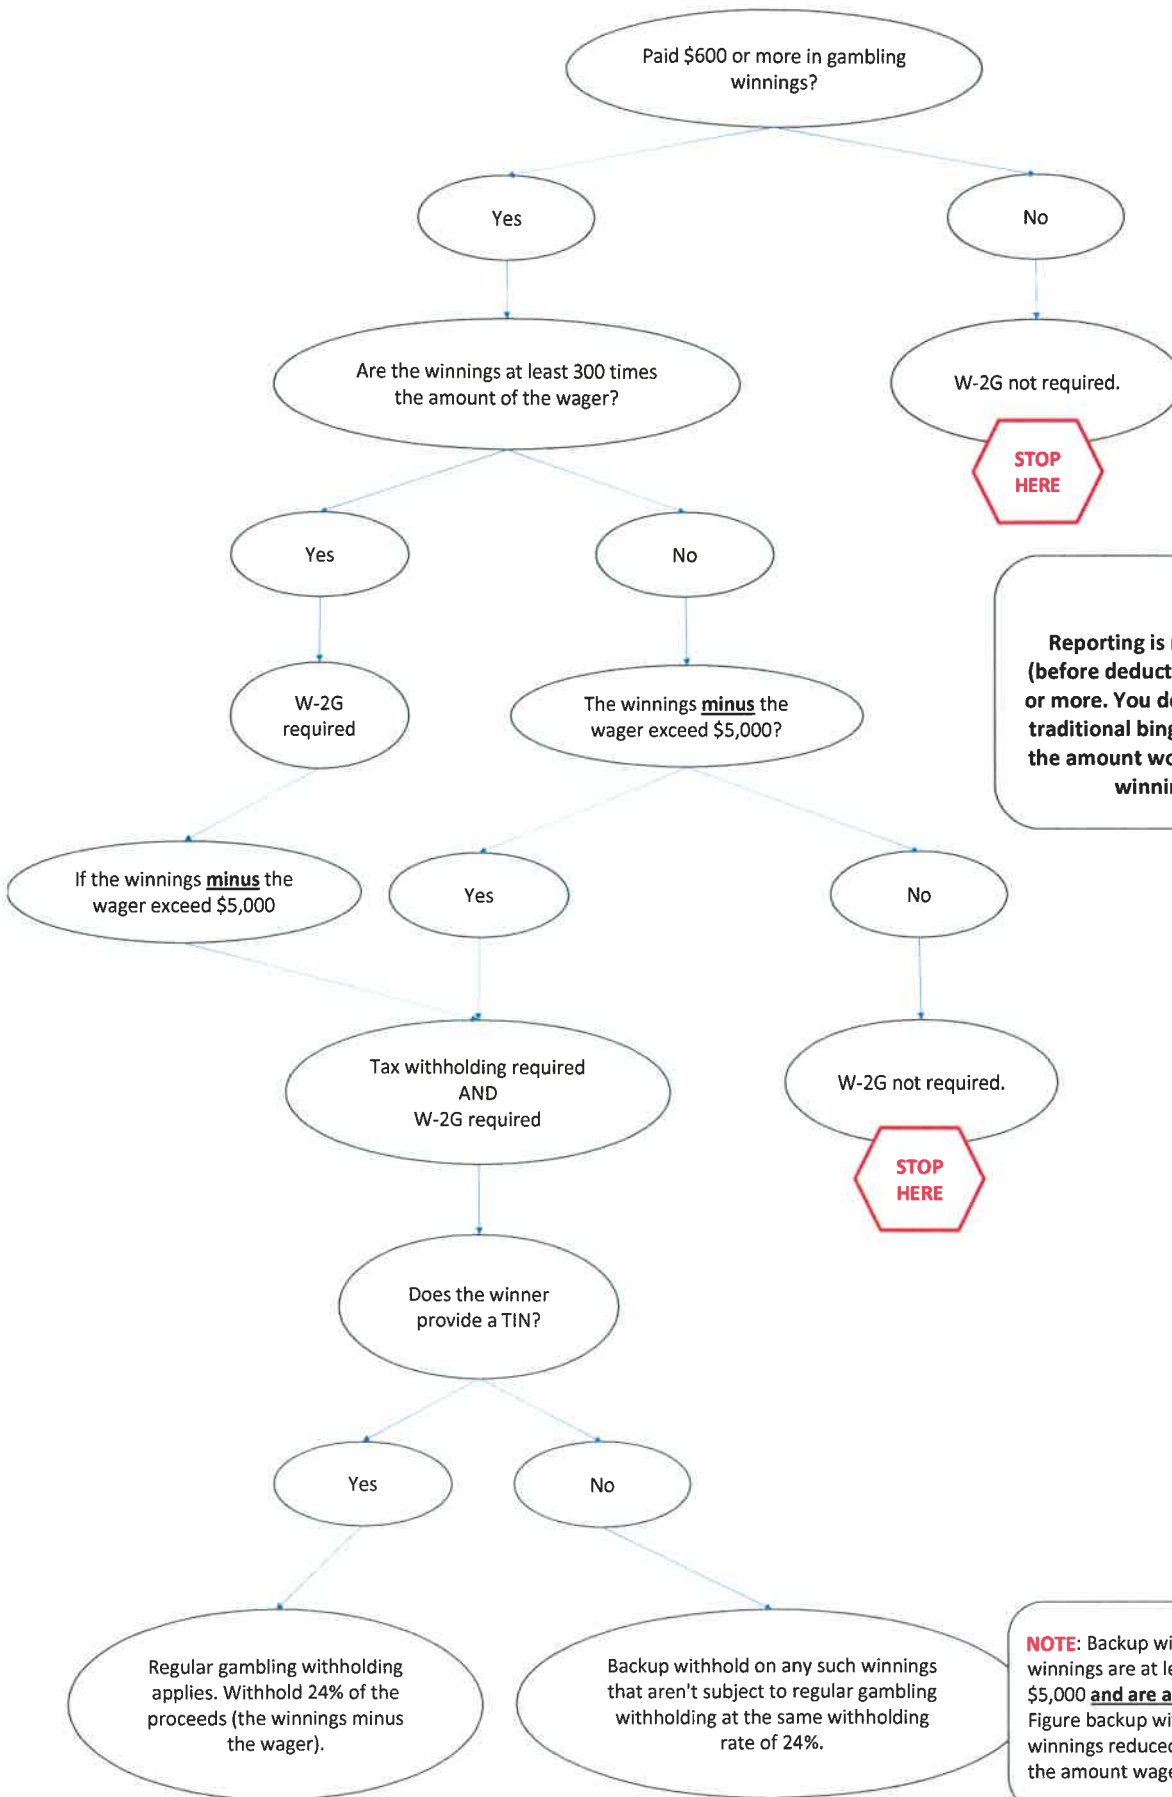 Paid $600 or more in gambling
winnings?
Yes
No
Are the winnings at least 300 times
the amount of the wager?
W-2G not required.
STOP
HERE
Yes
No
Reporting is
(before deduct
or more. You d
traditional bing
the amount wo
winni
W-2G
required
The winnings minus the
wager exceed $5,000?
If the winnings minus the
wager exceed $5,000
Yes
No
Tax withholding required
AND
W-2G required
W-2G not required.
STOP
HERE
Does the winner
provide a TIN?
Yes
No
Regular gambling withholding
applies. Withhold 24% of the
proceeds (the winnings minus
the wager).
Backup withhold on any such winnings
that aren't subject to regular gambling
withholding at the same withholding
rate of 24%.
NOTE: Backup wi
winnings are at le
$5,000 and are a
Figure backup wi
winnings reduced
the amount wage